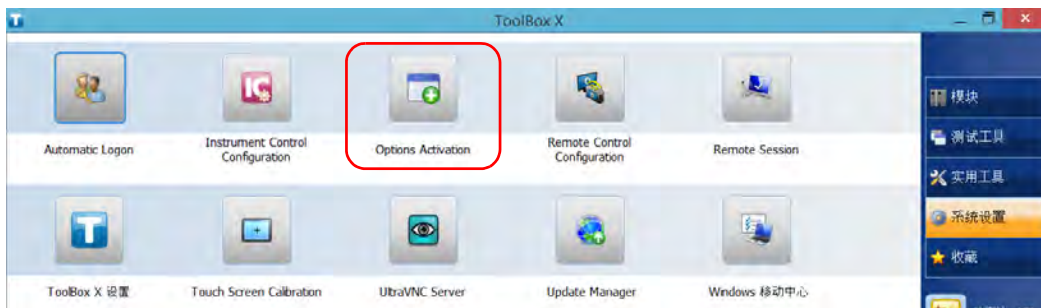 ToolBox X
Automatic Logon
Instrument Control
Configuration
Options Activation
Remote Control
Configuration
Remote Session
ToolBox X 设置
Touch Screen Calibration
UltraVNC Server
Update Manager
Windows 移动中心
模块
测试工具
实用工具
系统设置
收藏